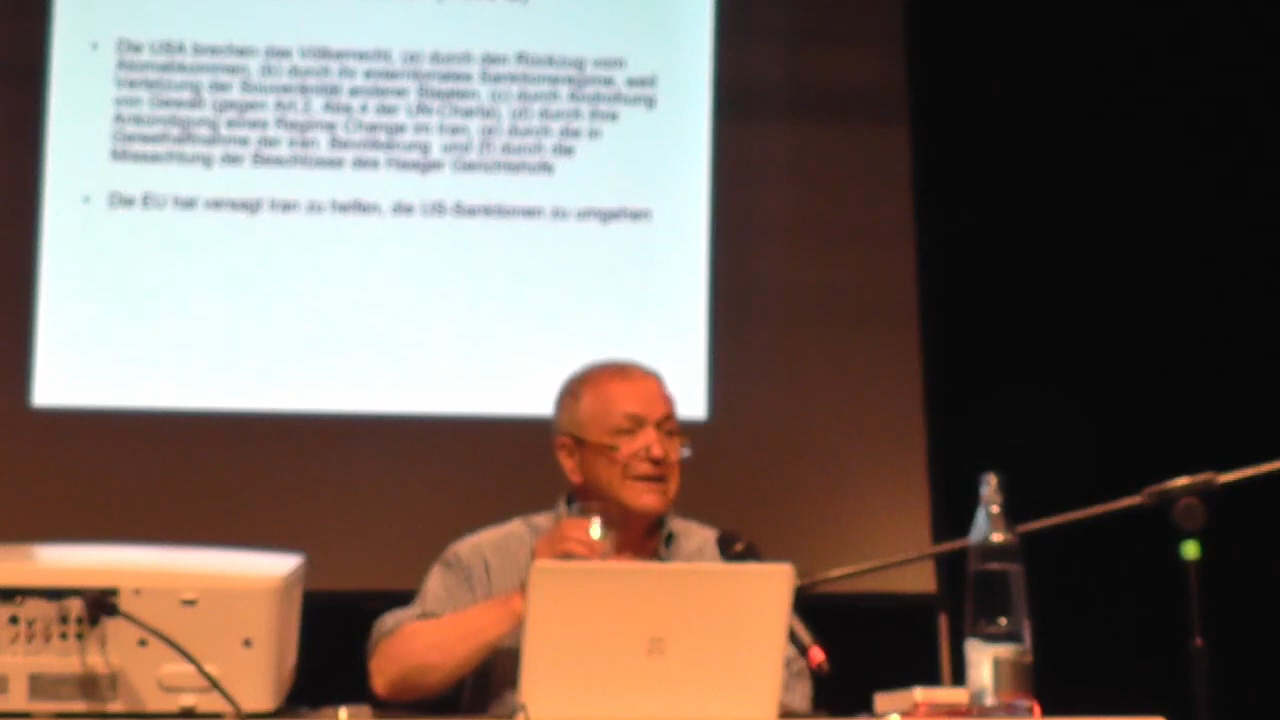 • Die USA brechen das Völkerrecht, (a) durch den Rückzug vom
Atomabkommen, (b) durch ihr exterritoriales Sanktionsregime, weil
Verletzung der Souveränität anderer Staaten, (c) durch Androhung
von Gewalt (gegen Art.2, Abs.4 der UN-Charta), (d) durch ihre
Ankündigung eines Regime Change im Iran, (e) durch die in
Geiselhaftnahme der iran. Bevölkerung und (f) durch die
Missachtung der Beschlüsse des Haager Gerichtshofs
• Die EU hat versagt Iran zu helfen, die US-Sanktionen zu umgehen